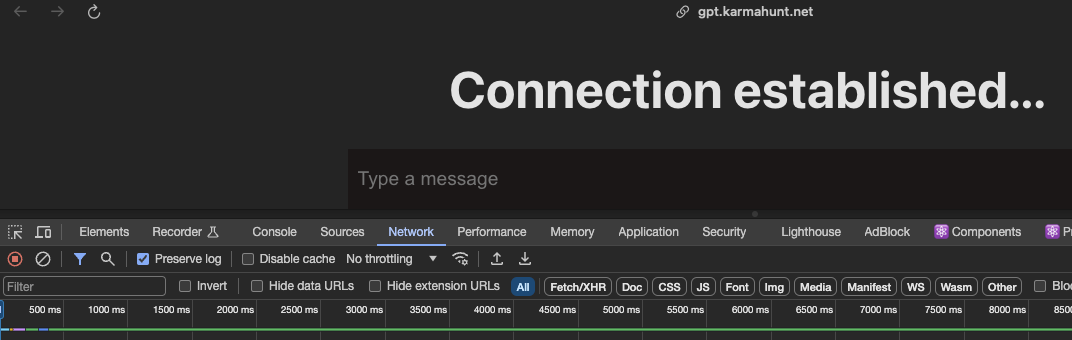 gpt.karmahunt.net
Connection established...
Type a message
Elements Recorder Console Sources Network Performance Memory Application Security Lighthouse AdBlock Components
Preserve log Disable cache No throttling
Filter Invert Hide data URLs Hide extension URLs All Fetch/XHR Doc CSS JS Font Img Media Manifest WS Wasm Other
500 ms 1000 ms 1500 ms 2000 ms 2500 ms 3000 ms 3500 ms 4000 ms 4500 ms 5000 ms 5500 ms 6000 ms 6500 ms 7000 ms 7500 ms 8000 ms